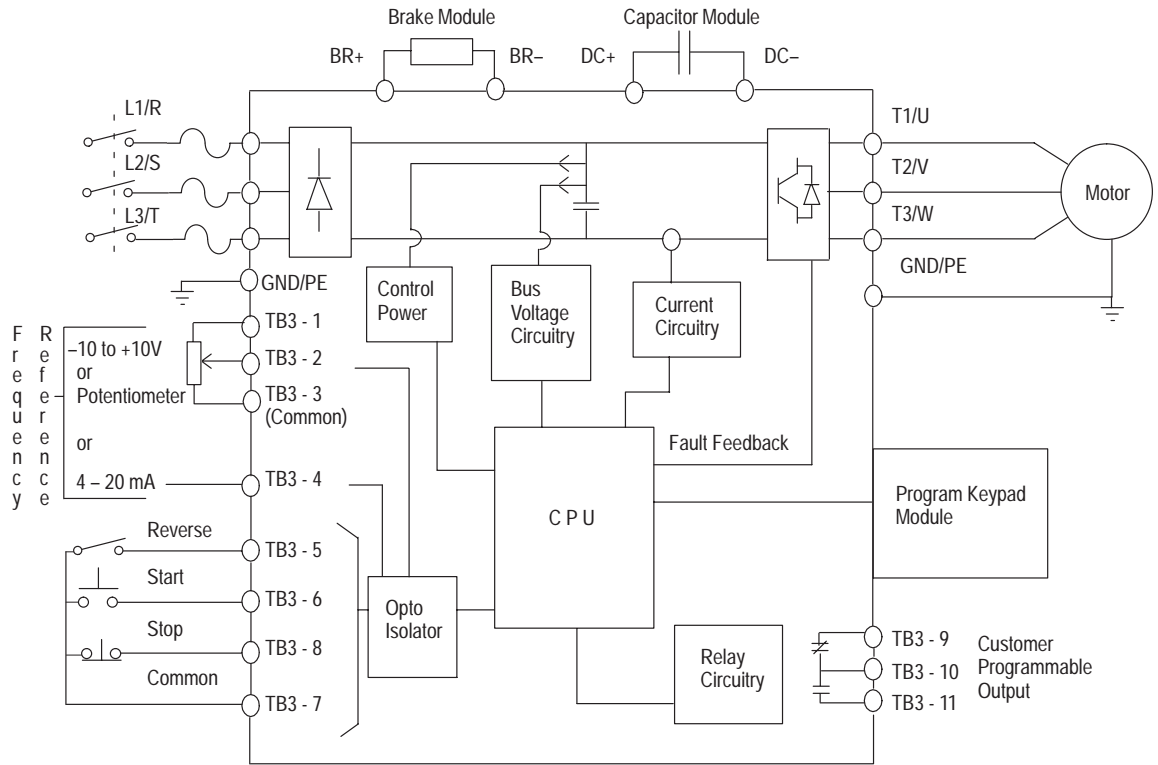 Brake Module
Capacitor Module
BR+
BR–
DC+
DC–
L1/R
L2/S
L3/T
T1/U
T2/V
T3/W
Motor
GND/PE
GND/PE
Control
Power
Bus
Voltage
Circuitry
Current
Circuitry
Frequency
Reference
–10 to +10V
or
Potentiometer
or
4 – 20 mA
TB3 - 1
TB3 - 2
TB3 - 3
(Common)
TB3 - 4
Fault Feedback
C P U
Program Keypad
Module
Reverse
TB3 - 5
Start
TB3 - 6
Stop
TB3 - 8
Common
TB3 - 7
Opto
Isolator
Relay
Circuitry
TB3 - 9
TB3 - 10
TB3 - 11
Customer
Programmable
Output